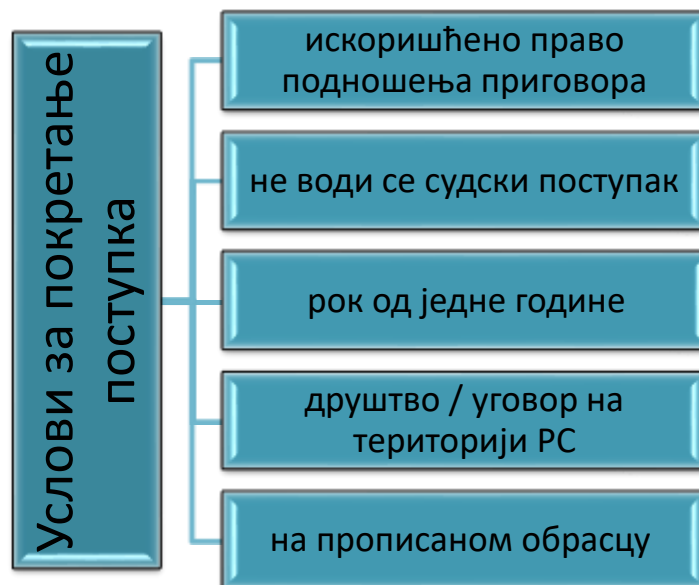 Услови за покретање
поступка
искоришћено право
подношења приговора
не води се судски поступак
рок од једне године
друштво / уговор на
територији РС
на прописаном обрасцу